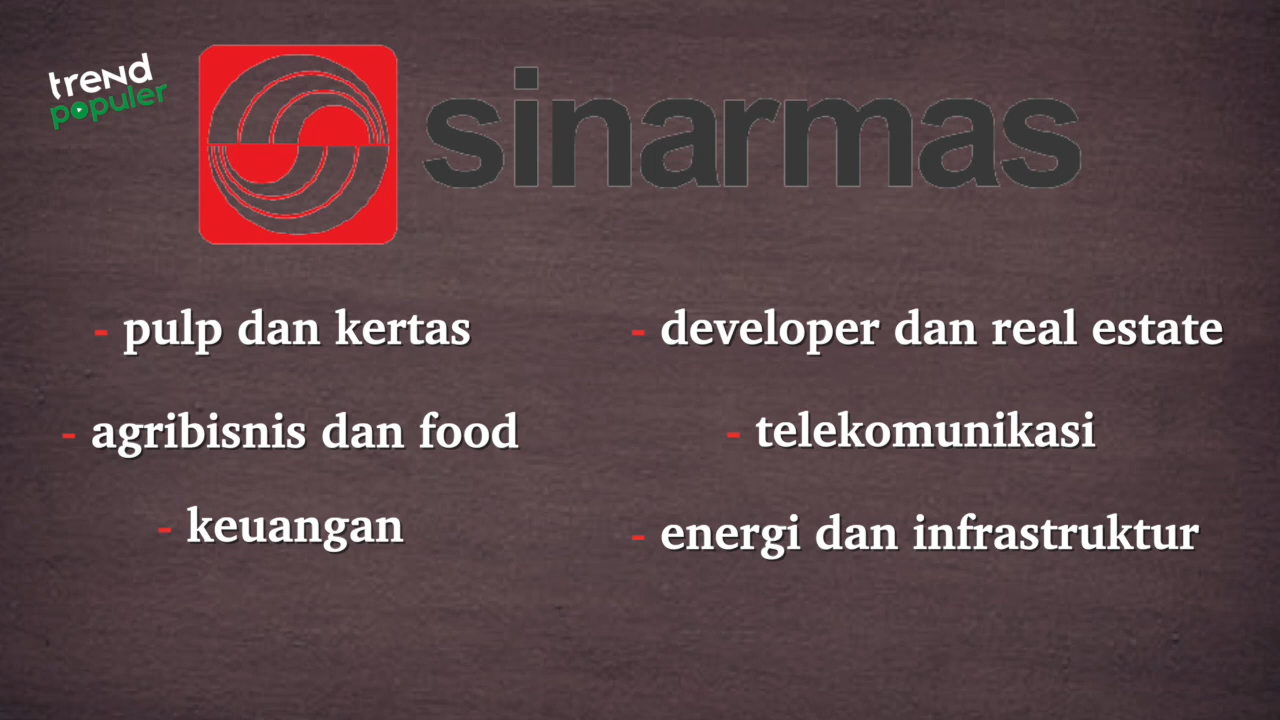 trend
populer
sinarmas
- pulp dan kertas
- agribisnis dan food
- keuangan
- developer dan real estate
- telekomunikasi
- energi dan infrastruktur